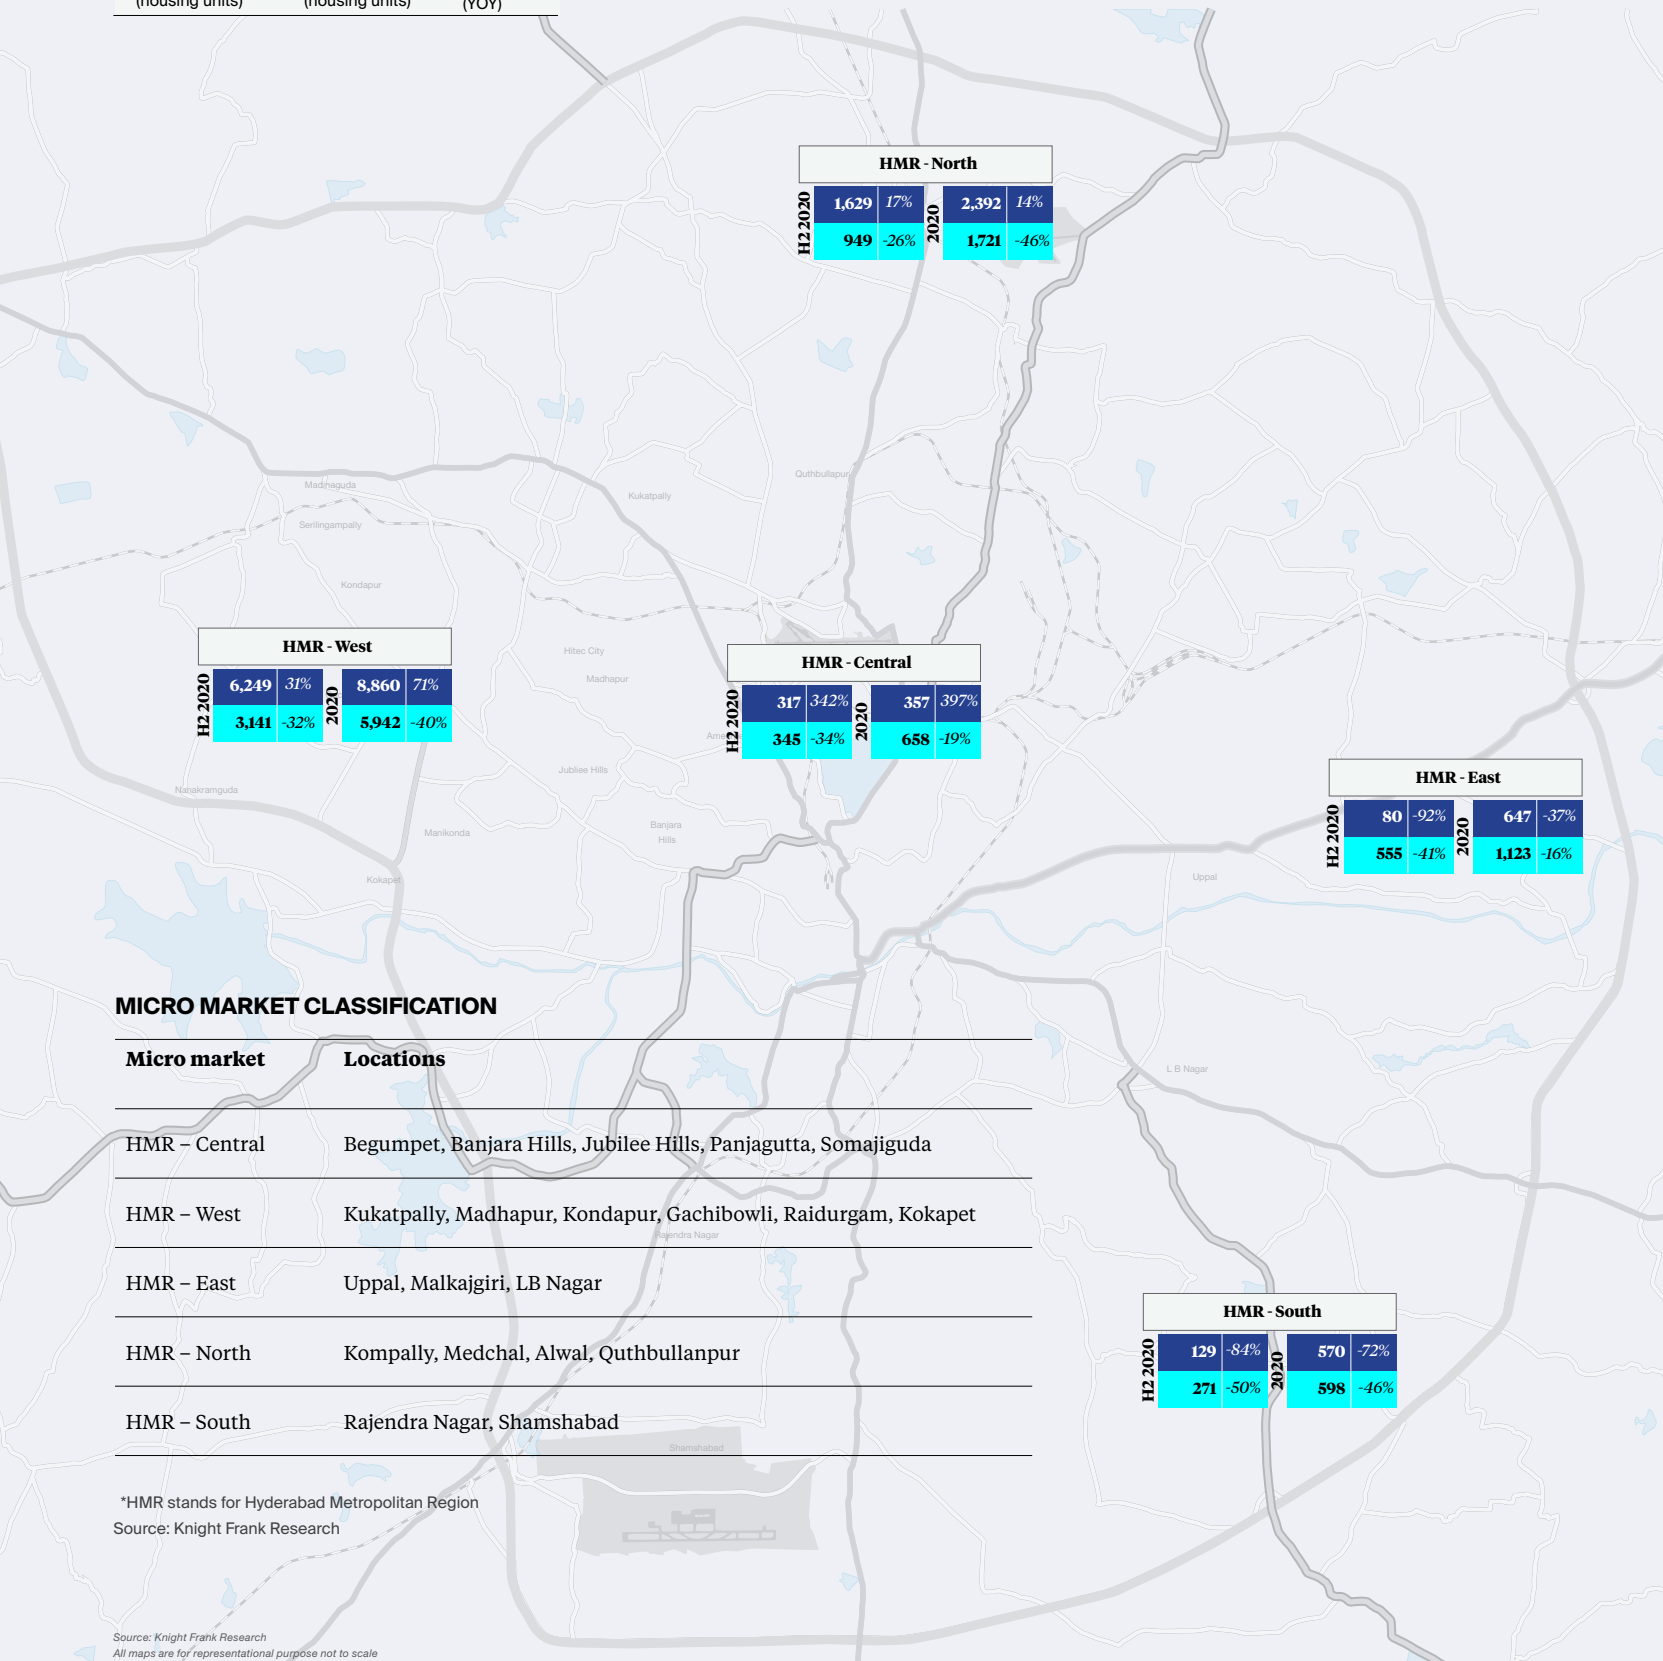 (housing units) (housing units) (YOY)
HMR - North
H2 2020 1,629 17% 2020 2,392 14%
949 -26% 1,721 -46%
Quthbullapur
Madinaguda
Kukatpally
Serilingampally
Kondapur
HMR - West
H2 2020 6,249 31% 2020 8,860 71%
3,141 -32% 5,942 -40%
Hitec City
Madhapur
HMR - Central
H2 2020 317 342% 2020 357 397%
345 -34% 658 -19%
Jubliee Hills
Nanakramguda
Manikonda
Banjara
Hills
Kokapet
HMR - East
H2 2020 80 -92% 2020 647 -37%
555 -41% 1,123 -16%
Uppal
L B Nagar
MICRO MARKET CLASSIFICATION
Micro market Locations
HMR – Central Begumpet, Banjara Hills, Jubilee Hills, Panjagutta, Somajiguda
HMR – West Kukatpally, Madhapur, Kondapur, Gachibowli, Raidurgam, Kokapet
Rajendra Nagar
HMR – East Uppal, Malkajgiri, LB Nagar
HMR – North Kompally, Medchal, Alwal, Quthbullanpur
HMR – South Rajendra Nagar, Shamshabad
Shamshabad
HMR - South
H2 2020 129 -84% 2020 570 -72%
271 -50% 598 -46%
*HMR stands for Hyderabad Metropolitan Region
Source: Knight Frank Research
Source: Knight Frank Research
All maps are for representational purpose not to scale